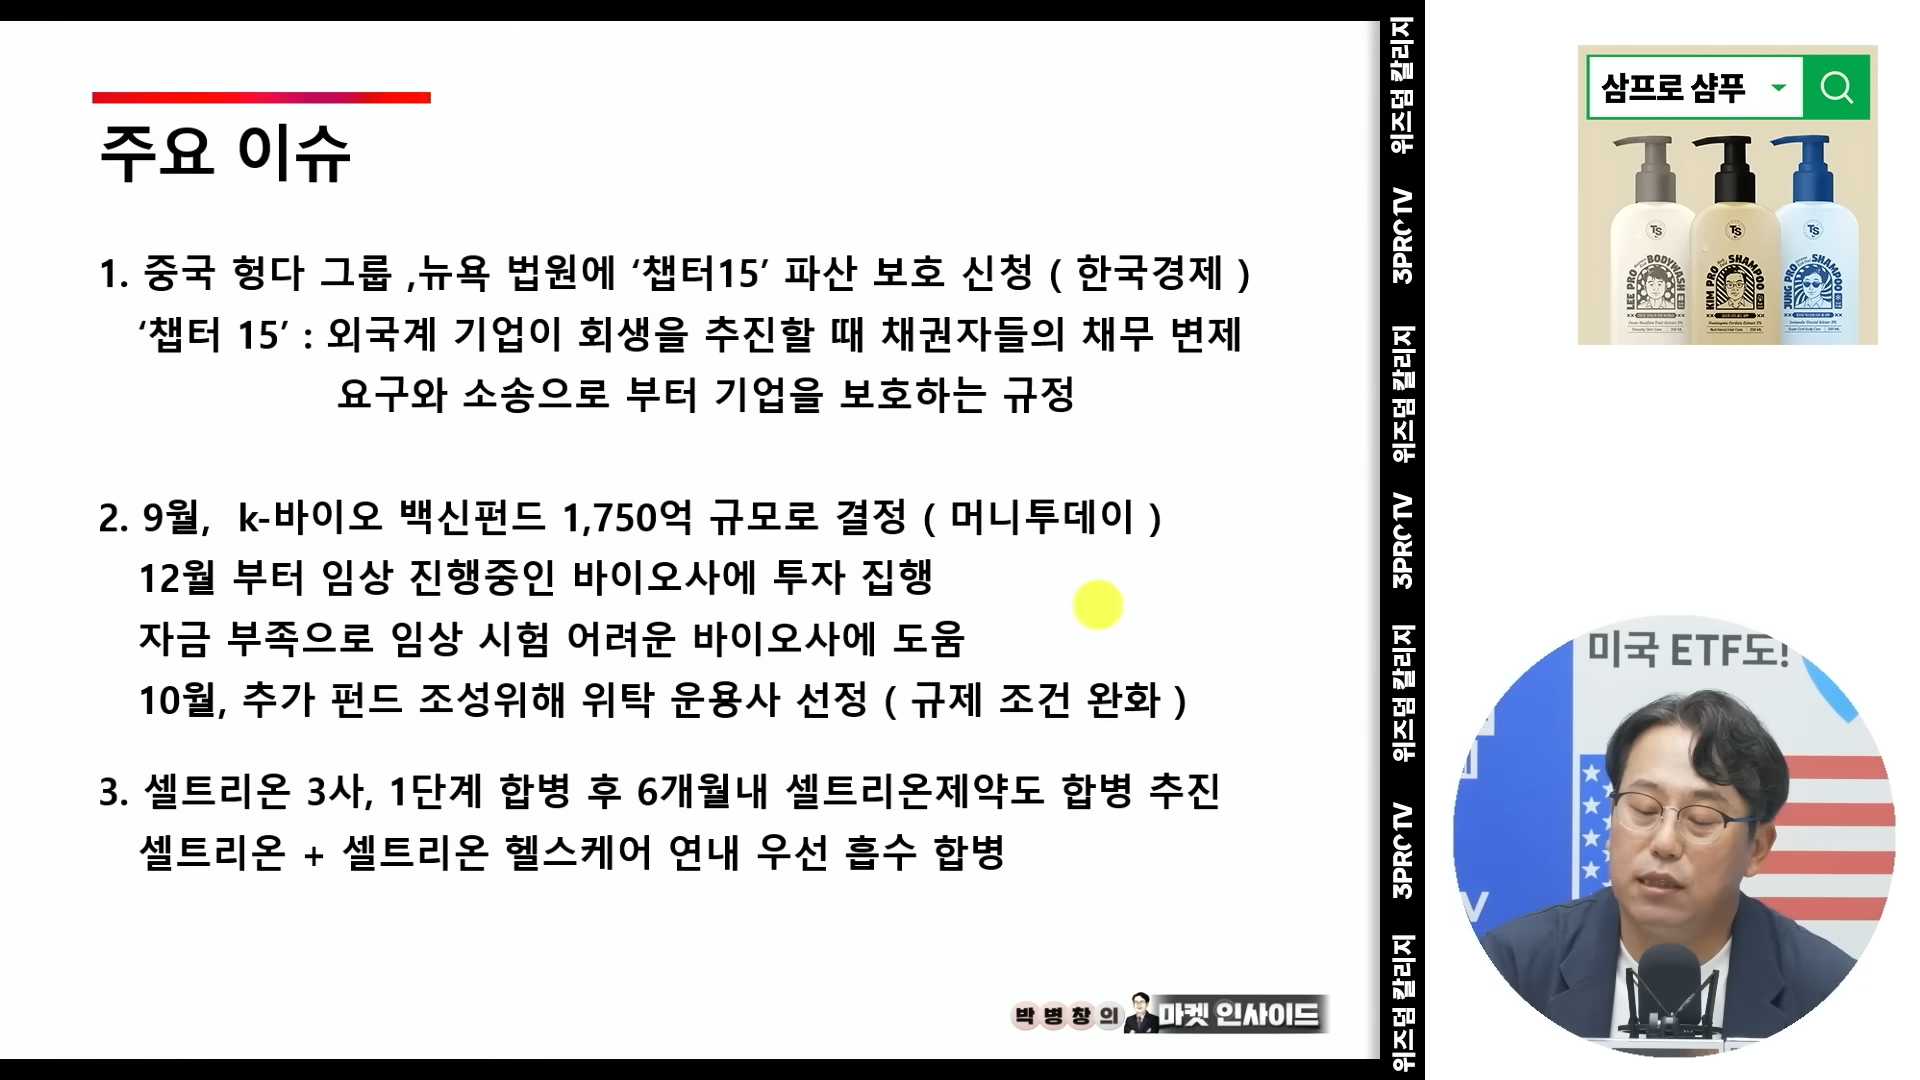 주요 이슈
1. 중국 헝다 그룹 ,뉴욕 법원에 ‘챕터15’ 파산 보호 신청 ( 한국경제 )
‘챕터 15’ : 외국계 기업이 회생을 추진할 때 채권자들의 채무 변제
요구와 소송으로 부터 기업을 보호하는 규정
2. 9월, k-바이오 백신펀드 1,750억 규모로 결정 ( 머니투데이 )
12월 부터 임상 진행중인 바이오사에 투자 집행
자금 부족으로 임상 시험 어려운 바이오사에 도움
10월, 추가 펀드 조성위해 위탁 운용사 선정 ( 규제 조건 완화 )
3. 셀트리온 3사, 1단계 합병 후 6개월내 셀트리온제약도 합병 추진
셀트리온 + 셀트리온 헬스케어 연내 우선 흡수 합병
박병창의 마켓 인사이드
위즈덤 칼리지
3PROTV
위즈덤 칼리지
3PROTV
위즈덤 칼리지
3PROTV
위즈덤 칼리지
삼프로 샴푸
TS
TS
TS
LEE PRO BODYWASH
KIM PRO SHAMPOO
JUNG PRO SHAMPOO
미국 ETF도!
V